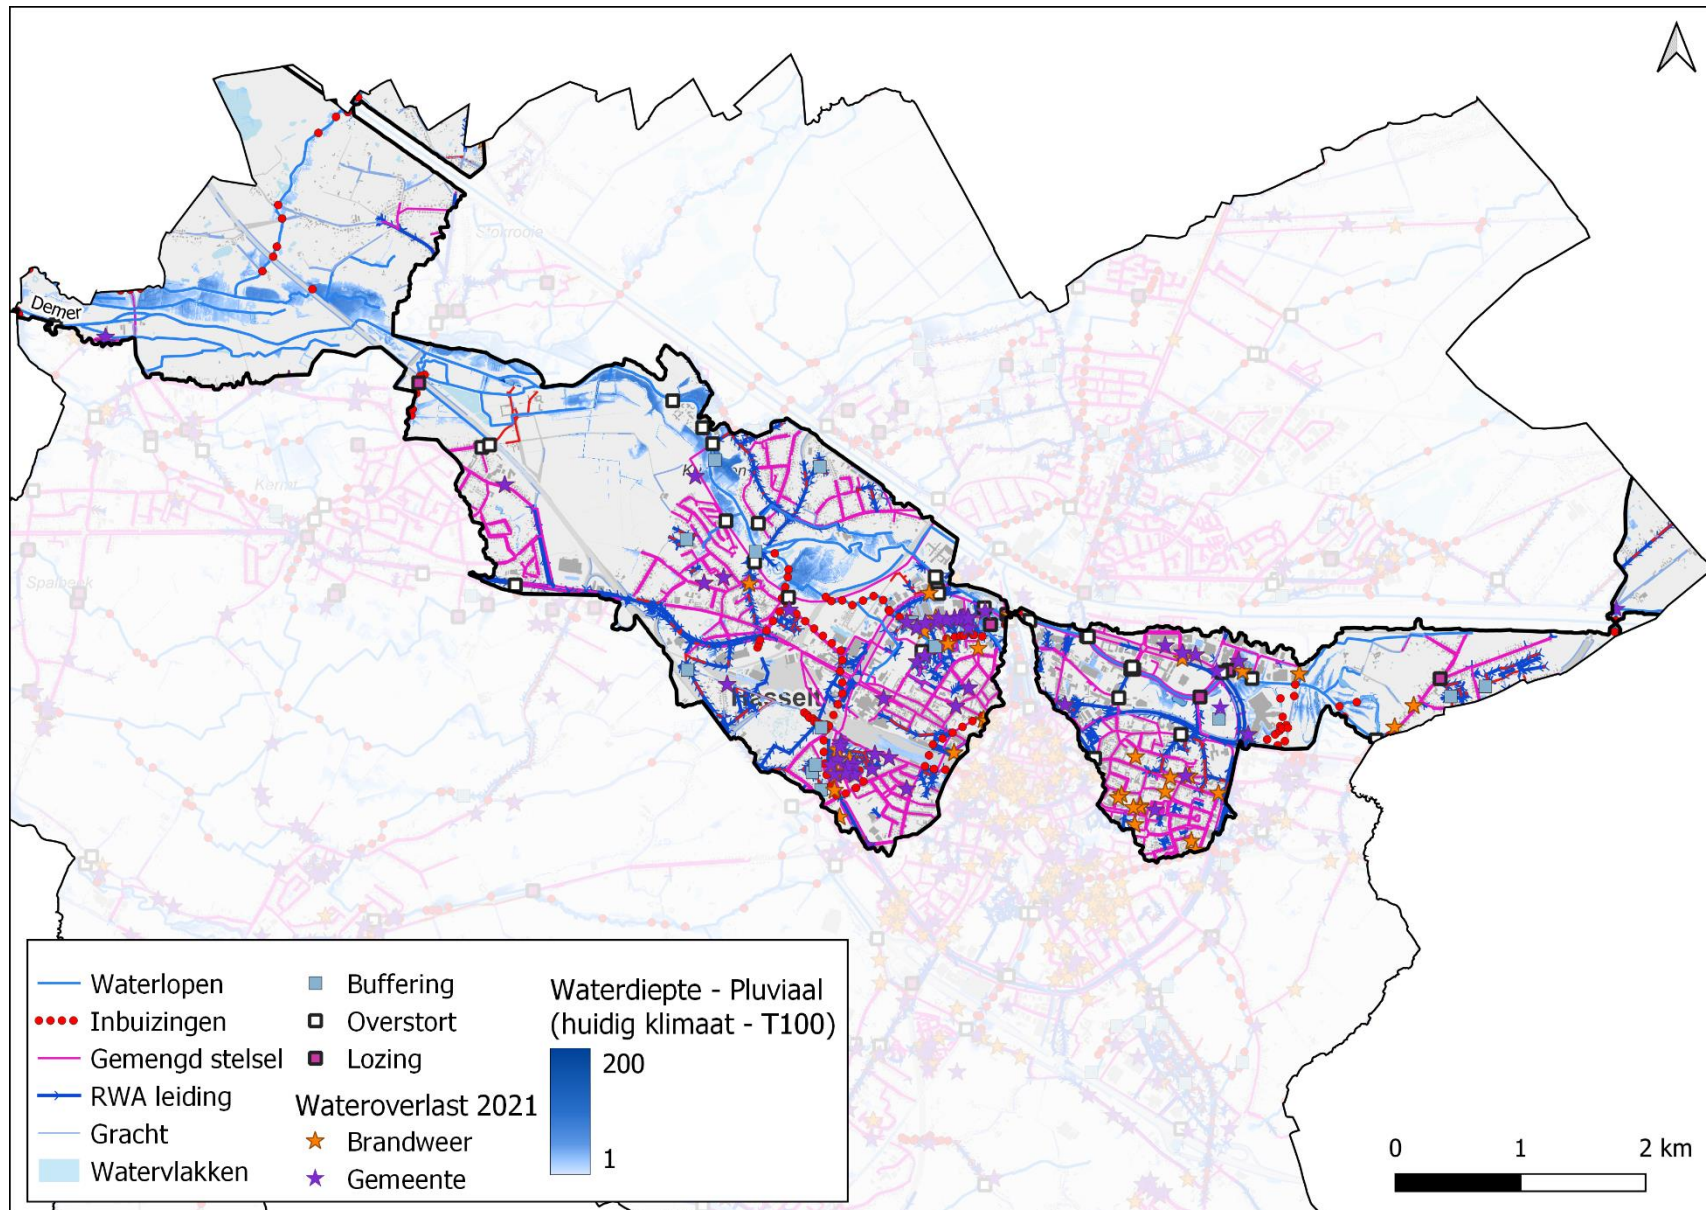 Stokrooie
Demer
Kermt
Spalbeek
Hasselt
Waterlopen
Inbuizingen
Gemengd stelsel
RWA leiding
Gracht
Watervlakken
Buffering
Overstort
Lozing
Wateroverlast 2021
Brandweer
Gemeente
Waterdiepte - Pluviaal
(huidig klimaat - T100)
200
1
0 1 2 km